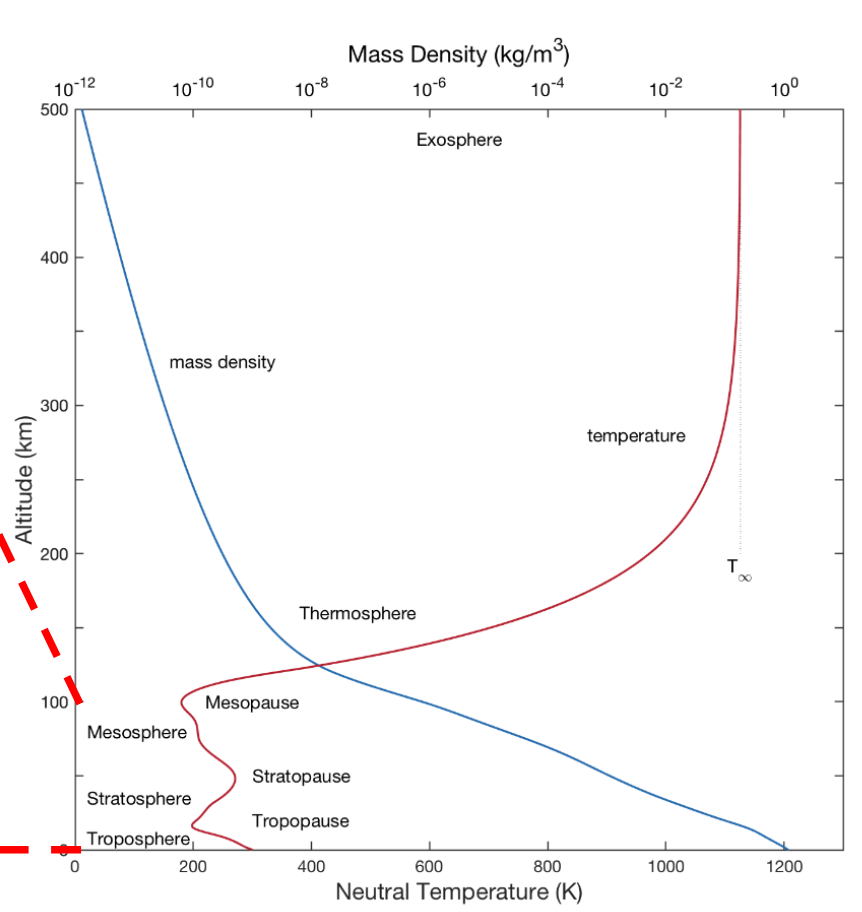 Mass Density (kg/m³)
10⁻¹² 10⁻¹⁰ 10⁻⁸ 10⁻⁶ 10⁻⁴ 10⁻² 10⁰
500
Exosphere
400
mass density
300
temperature
Altitude (km)
200
T∞
Thermosphere
100
Mesopause
Mesosphere
Stratopause
Stratosphere
Tropopause
Troposphere
0
0 200 400 600 800 1000 1200
Neutral Temperature (K)